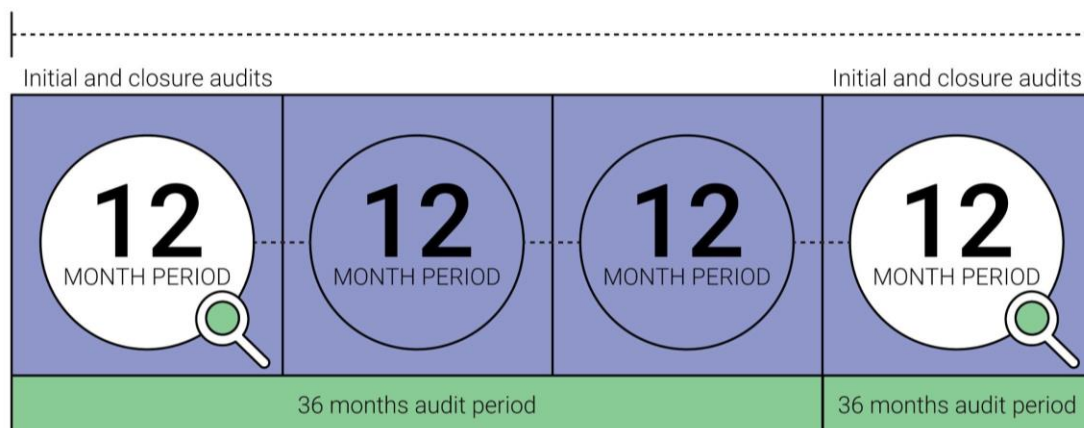 Initial and closure audits
Initial and closure audits
12
MONTH PERIOD
12
MONTH PERIOD
12
MONTH PERIOD
12
MONTH PERIOD
36 months audit period
36 months audit period